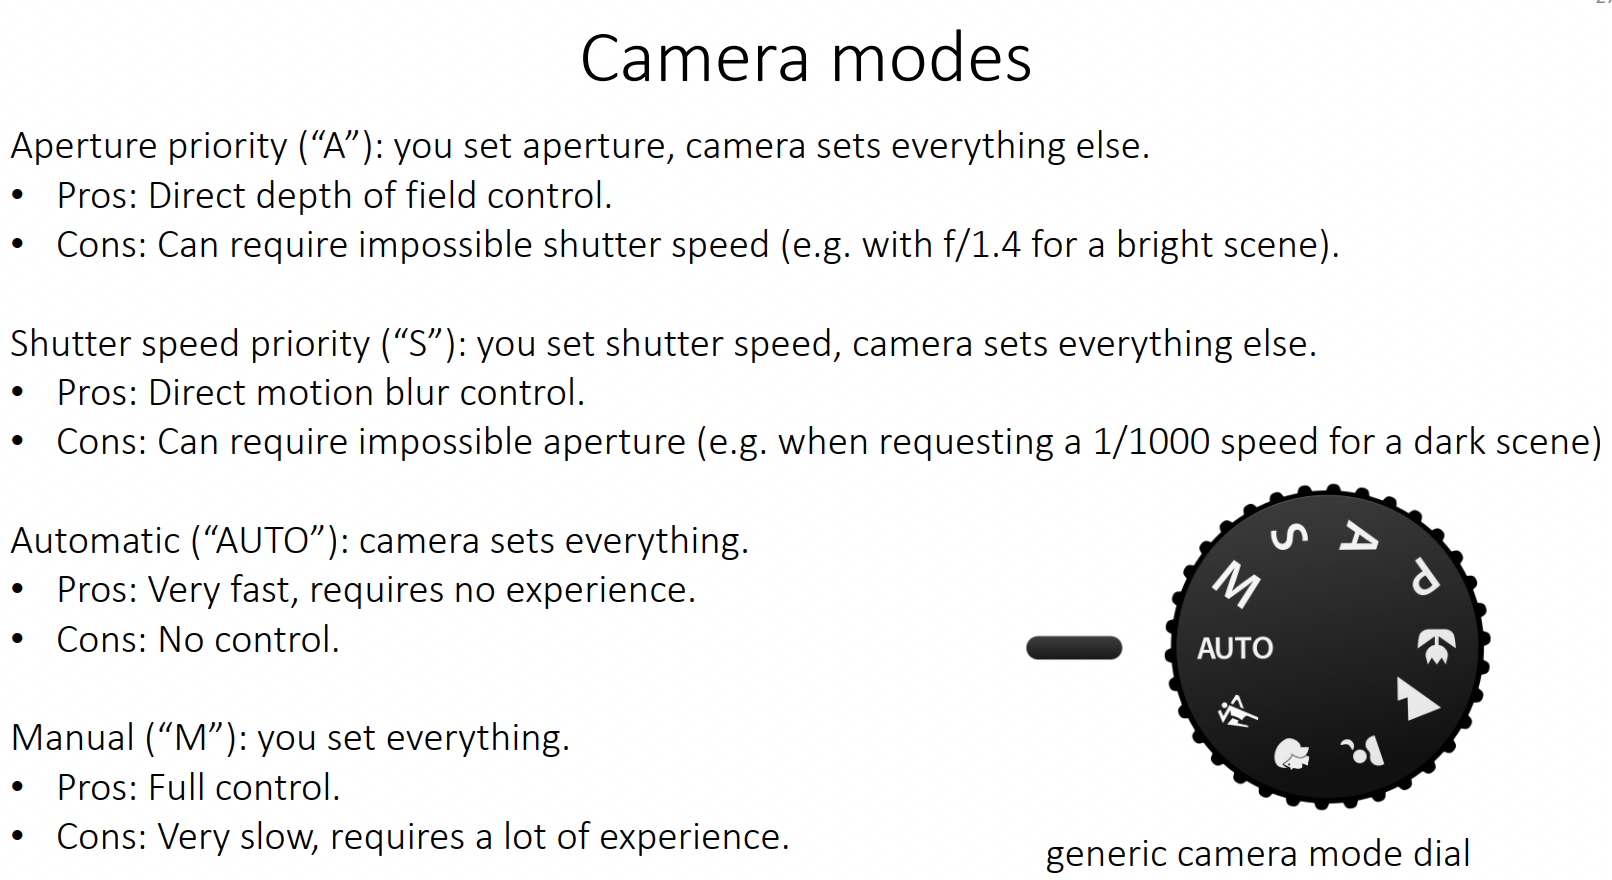 Camera modes
Aperture priority (“A”): you set aperture, camera sets everything else.
• Pros: Direct depth of field control.
• Cons: Can require impossible shutter speed (e.g. with f/1.4 for a bright scene).
Shutter speed priority (“S”): you set shutter speed, camera sets everything else.
• Pros: Direct motion blur control.
• Cons: Can require impossible aperture (e.g. when requesting a 1/1000 speed for a dark scene)
Automatic (“AUTO”): camera sets everything.
• Pros: Very fast, requires no experience.
• Cons: No control.
Manual (“M”): you set everything.
• Pros: Full control.
• Cons: Very slow, requires a lot of experience.
AUTO
M
S
A
P
generic camera mode dial